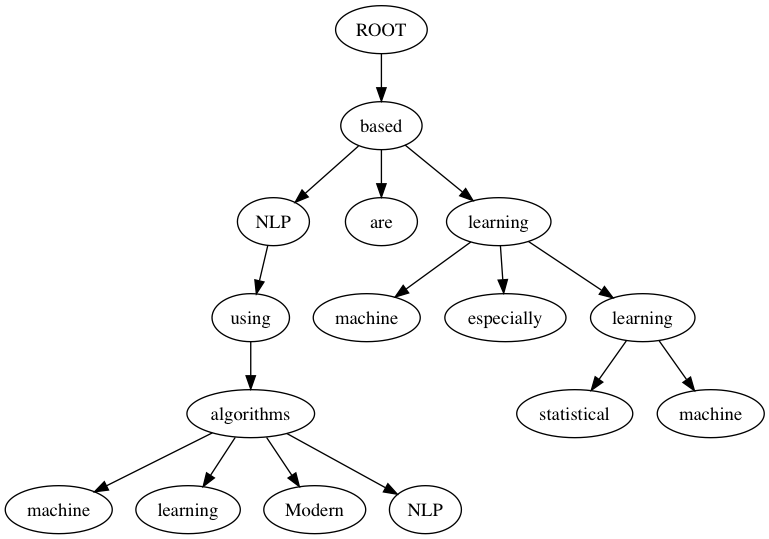 ROOT
based
NLP are learning
using machine especially learning
algorithms statistical machine
machine learning Modern NLP